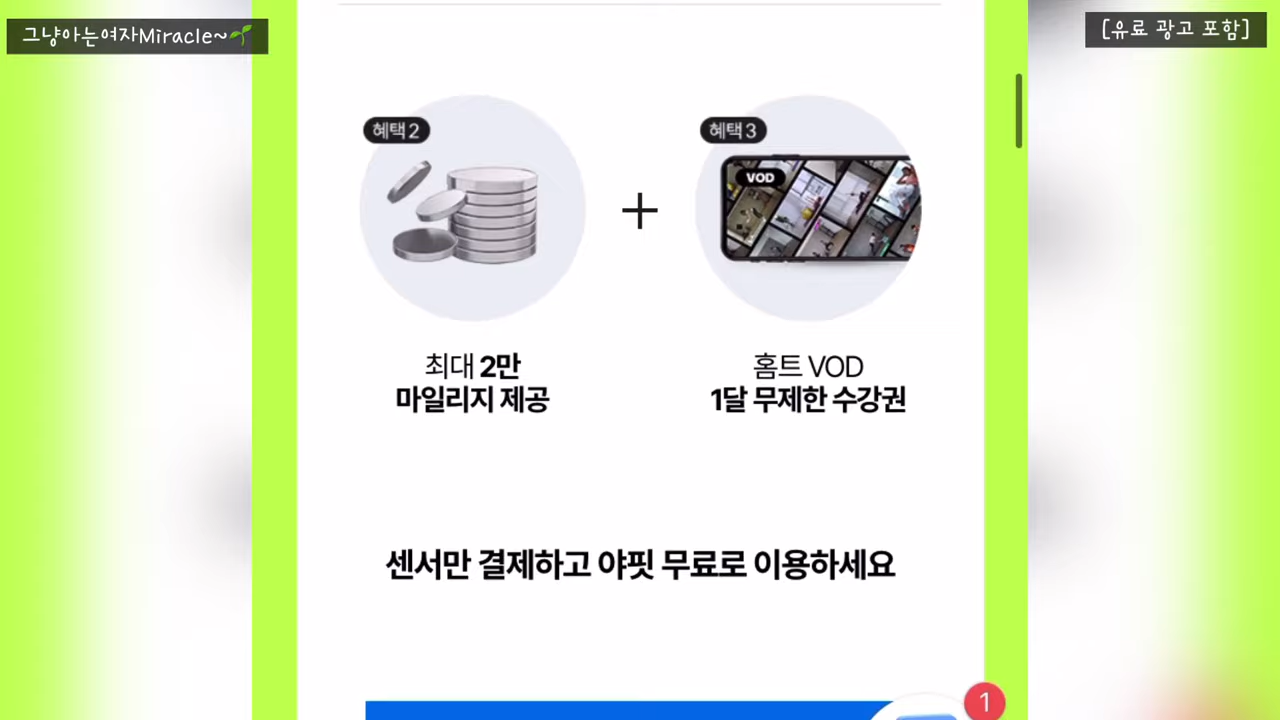 그냥아는여자Miracle~🌱
[유료 광고 포함]
혜택2
혜택3
VOD
최대 2만
마일리지 제공
홈트 VOD
1달 무제한 수강권
센서만 결제하고 야핏 무료로 이용하세요
1